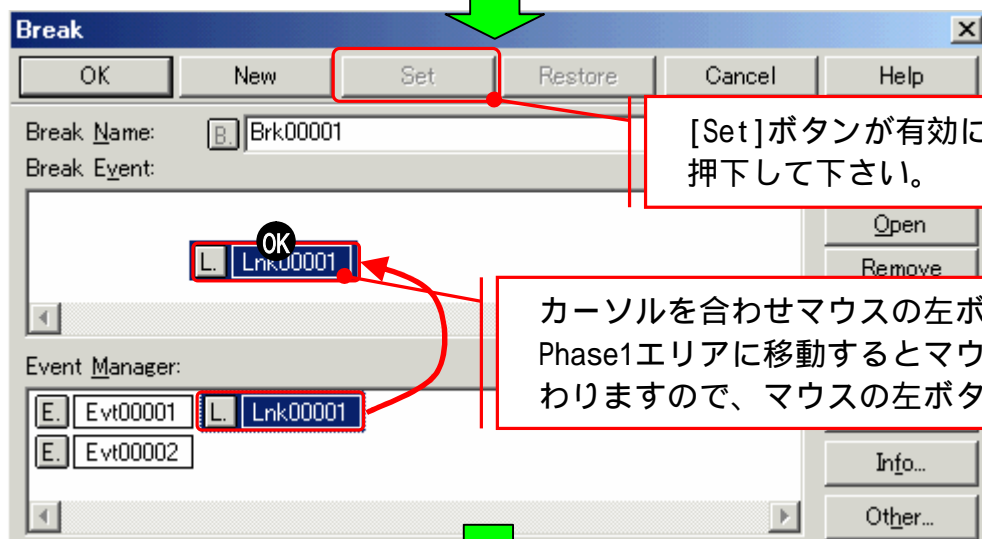 Break
OK New Set Restore Cancel Help
Break Name: B. Brk00001
[Set]ボタンが有効に
押下して下さい。
Break Event:
Open
OK
L. Lnk00001
Remove
カーソルを合わせマウスの左ボ
Phase1エリアに移動するとマウ
わりますので、マウスの左ボタ
Event Manager:
E. Evt00001 L. Lnk00001
E. Evt00002
Info...
Other...